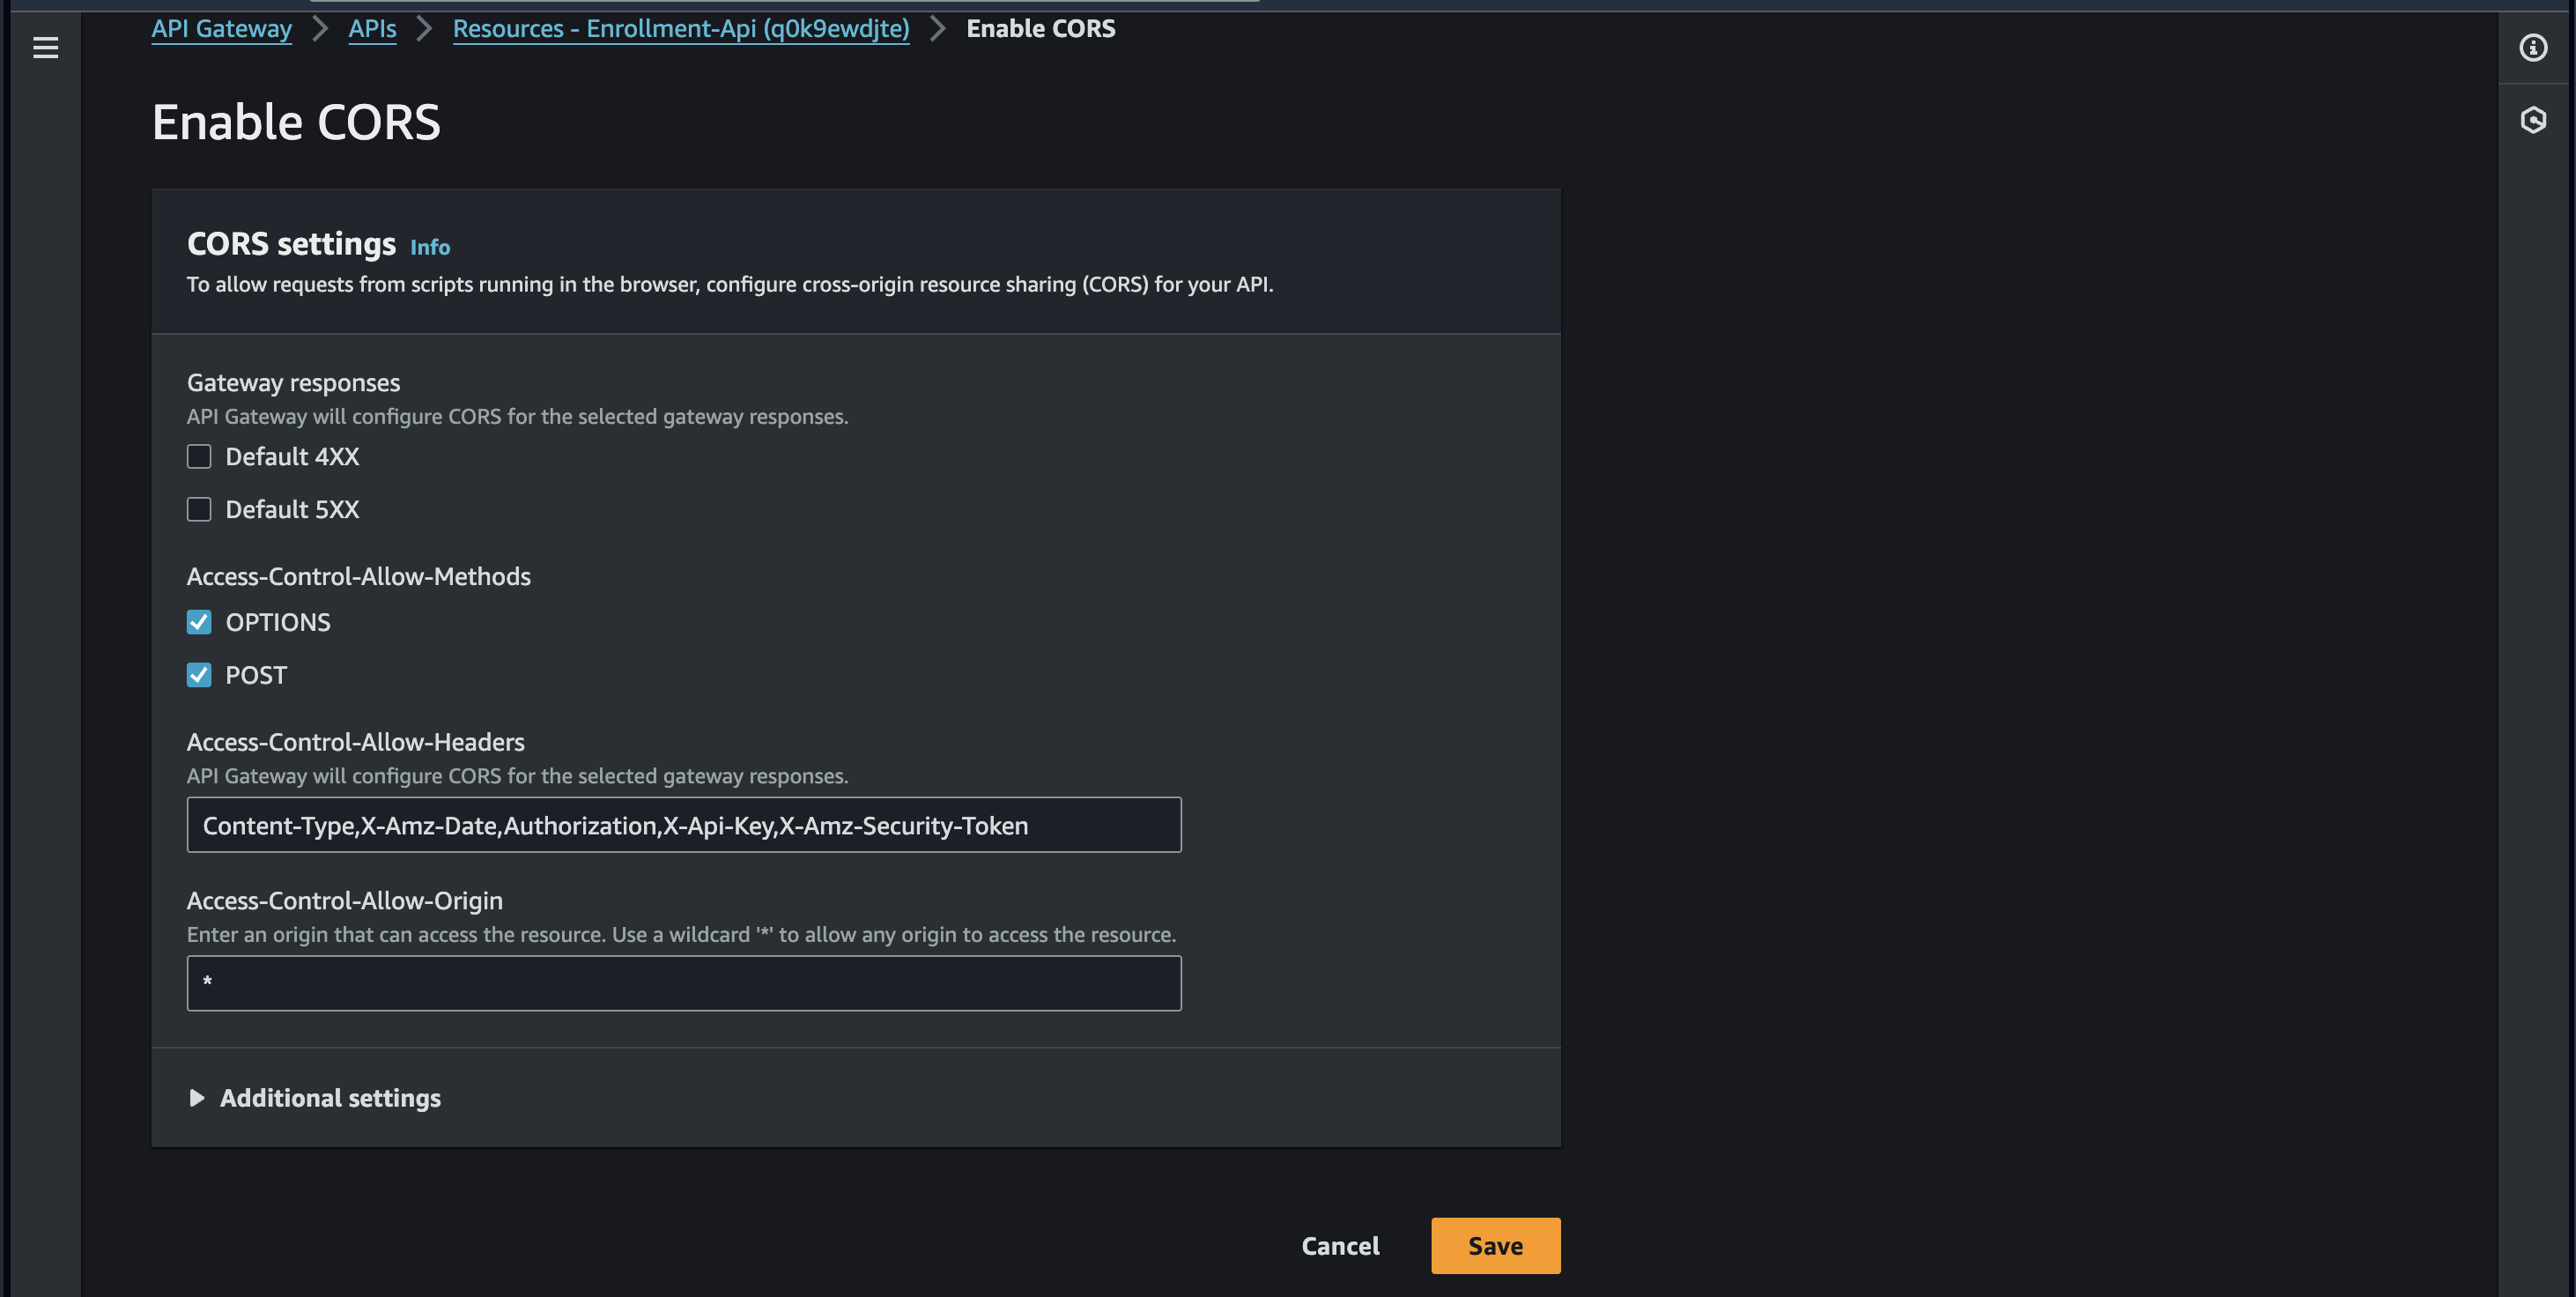 API Gateway > APIs > Resources - Enrollment-Api (q0k9ewdjte) > Enable CORS
Enable CORS
CORS settings Info
To allow requests from scripts running in the browser, configure cross-origin resource sharing (CORS) for your API.
Gateway responses
API Gateway will configure CORS for the selected gateway responses.
Default 4XX
Default 5XX
Access-Control-Allow-Methods
OPTIONS
POST
Access-Control-Allow-Headers
API Gateway will configure CORS for the selected gateway responses.
Content-Type,X-Amz-Date,Authorization,X-Api-Key,X-Amz-Security-Token
Access-Control-Allow-Origin
Enter an origin that can access the resource. Use a wildcard '*' to allow any origin to access the resource.
*
Additional settings
Cancel Save